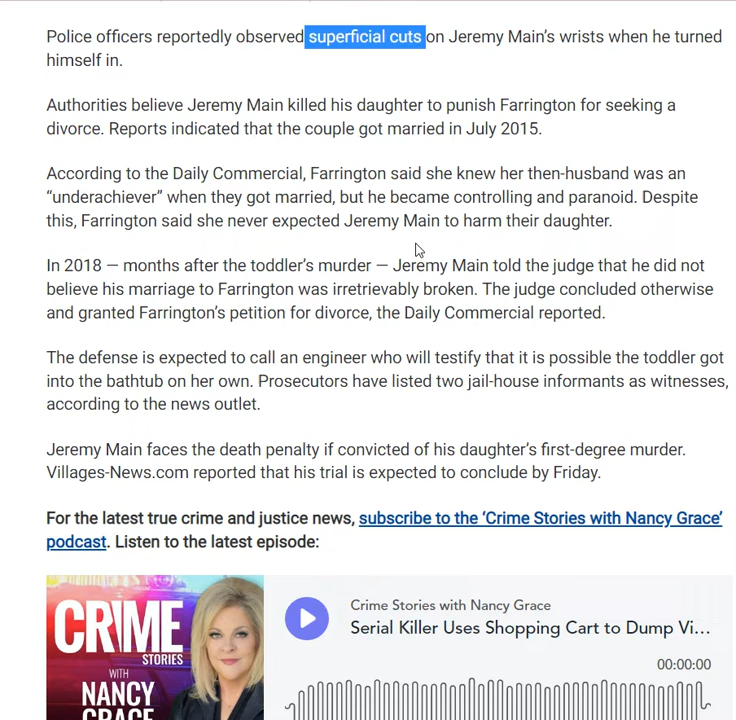 Police officers reportedly observed superficial cuts on Jeremy Main’s wrists when he turned
himself in.
Authorities believe Jeremy Main killed his daughter to punish Farrington for seeking a
divorce. Reports indicated that the couple got married in July 2015.
According to the Daily Commercial, Farrington said she knew her then-husband was an
“underachiever” when they got married, but he became controlling and paranoid. Despite
this, Farrington said she never expected Jeremy Main to harm their daughter.
In 2018 — months after the toddler’s murder — Jeremy Main told the judge that he did not
believe his marriage to Farrington was irretrievably broken. The judge concluded otherwise
and granted Farrington’s petition for divorce, the Daily Commercial reported.
The defense is expected to call an engineer who will testify that it is possible the toddler got
into the bathtub on her own. Prosecutors have listed two jail-house informants as witnesses,
according to the news outlet.
Jeremy Main faces the death penalty if convicted of his daughter’s first-degree murder.
Villages-News.com reported that his trial is expected to conclude by Friday.
For the latest true crime and justice news, subscribe to the ‘Crime Stories with Nancy Grace’
podcast. Listen to the latest episode:
CRIME
STORIES
WITH
NANCY
GRACE
Crime Stories with Nancy Grace
Serial Killer Uses Shopping Cart to Dump Vi...
00:00:00